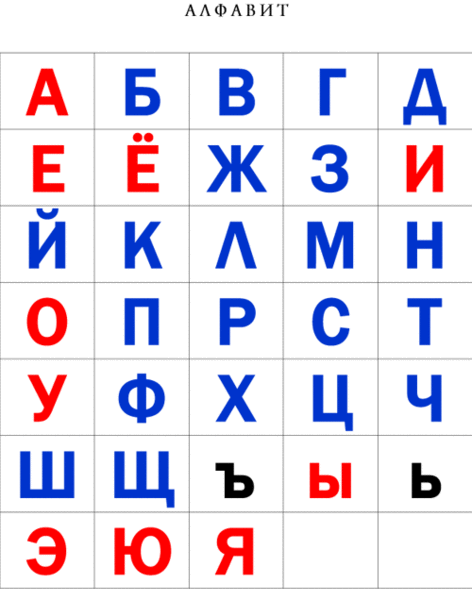 АЛФАВИТ
А Б В Г Д
Е Ё Ж З И
Й К Л М Н
О П Р С Т
У Ф Х Ц Ч
Ш Щ Ъ Ы Ь
Э Ю Я